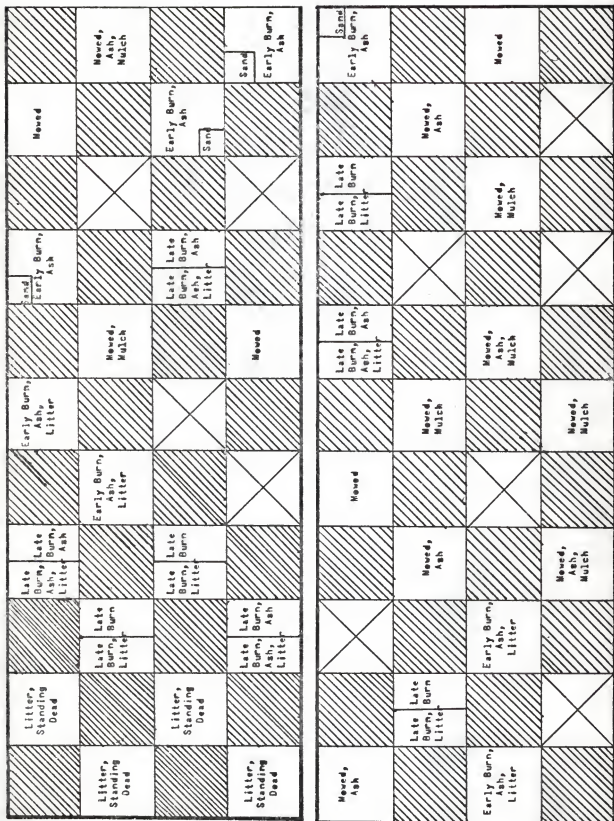 Mowed,
Ash,
Mulch
Sand
Early Burn,
Ash
Mowed
Early Burn,
Ash
Sand
Sand
Early Burn,
Ash
Late
Burn,
Ash,
Litter
Late
Burn,
Ash
Mowed,
Mulch
Mowed
Early Burn,
Ash,
Litter
Early Burn,
Ash,
Litter
Late
Burn,
Ash,
Litter
Late
Burn,
Ash
Late
Burn,
Litter
Late
Burn
Late
Burn,
Litter
Late
Burn
Late
Burn,
Ash,
Litter
Late
Burn,
Ash
Litter,
Standing
Dead
Litter,
Standing
Dead
Litter,
Standing
Dead
Litter,
Standing
Dead
Sand
Early Burn,
Ash
Mowed
Mowed,
Ash
Late
Burn,
Litter
Late
Burn
Mowed,
Mulch
Late
Burn,
Ash,
Litter
Late
Burn,
Ash
Mowed,
Ash,
Mulch
Mowed,
Mulch
Mowed,
Mulch
Mowed
Mowed,
Ash
Mowed,
Ash,
Mulch
Early Burn,
Ash,
Litter
Late
Burn,
Litter
Late
Burn
Mowed,
Ash
Early Burn,
Ash,
Litter